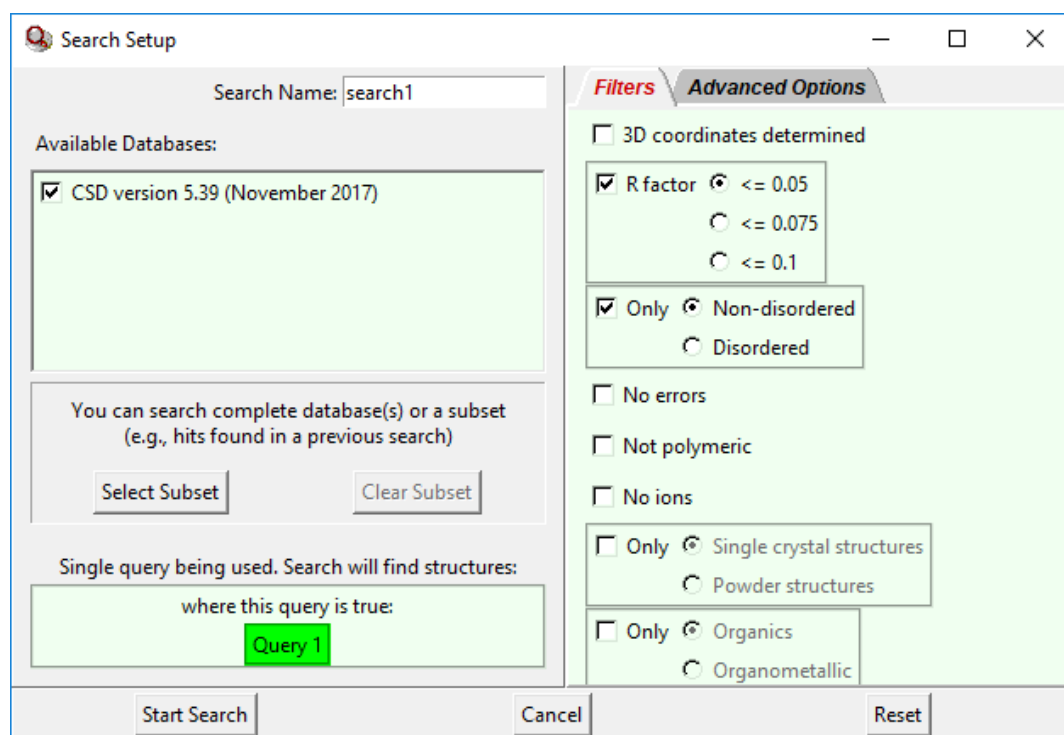 Search Setup
Search Name: search1
Available Databases:
CSD version 5.39 (November 2017)
You can search complete database(s) or a subset
(e.g., hits found in a previous search)
Select Subset
Clear Subset
Single query being used. Search will find structures:
where this query is true:
Query 1
Filters
Advanced Options
3D coordinates determined
R factor <= 0.05
<= 0.075
<= 0.1
Only Non-disordered
Disordered
No errors
Not polymeric
No ions
Only Single crystal structures
Powder structures
Only Organics
Organometallic
Start Search
Cancel
Reset